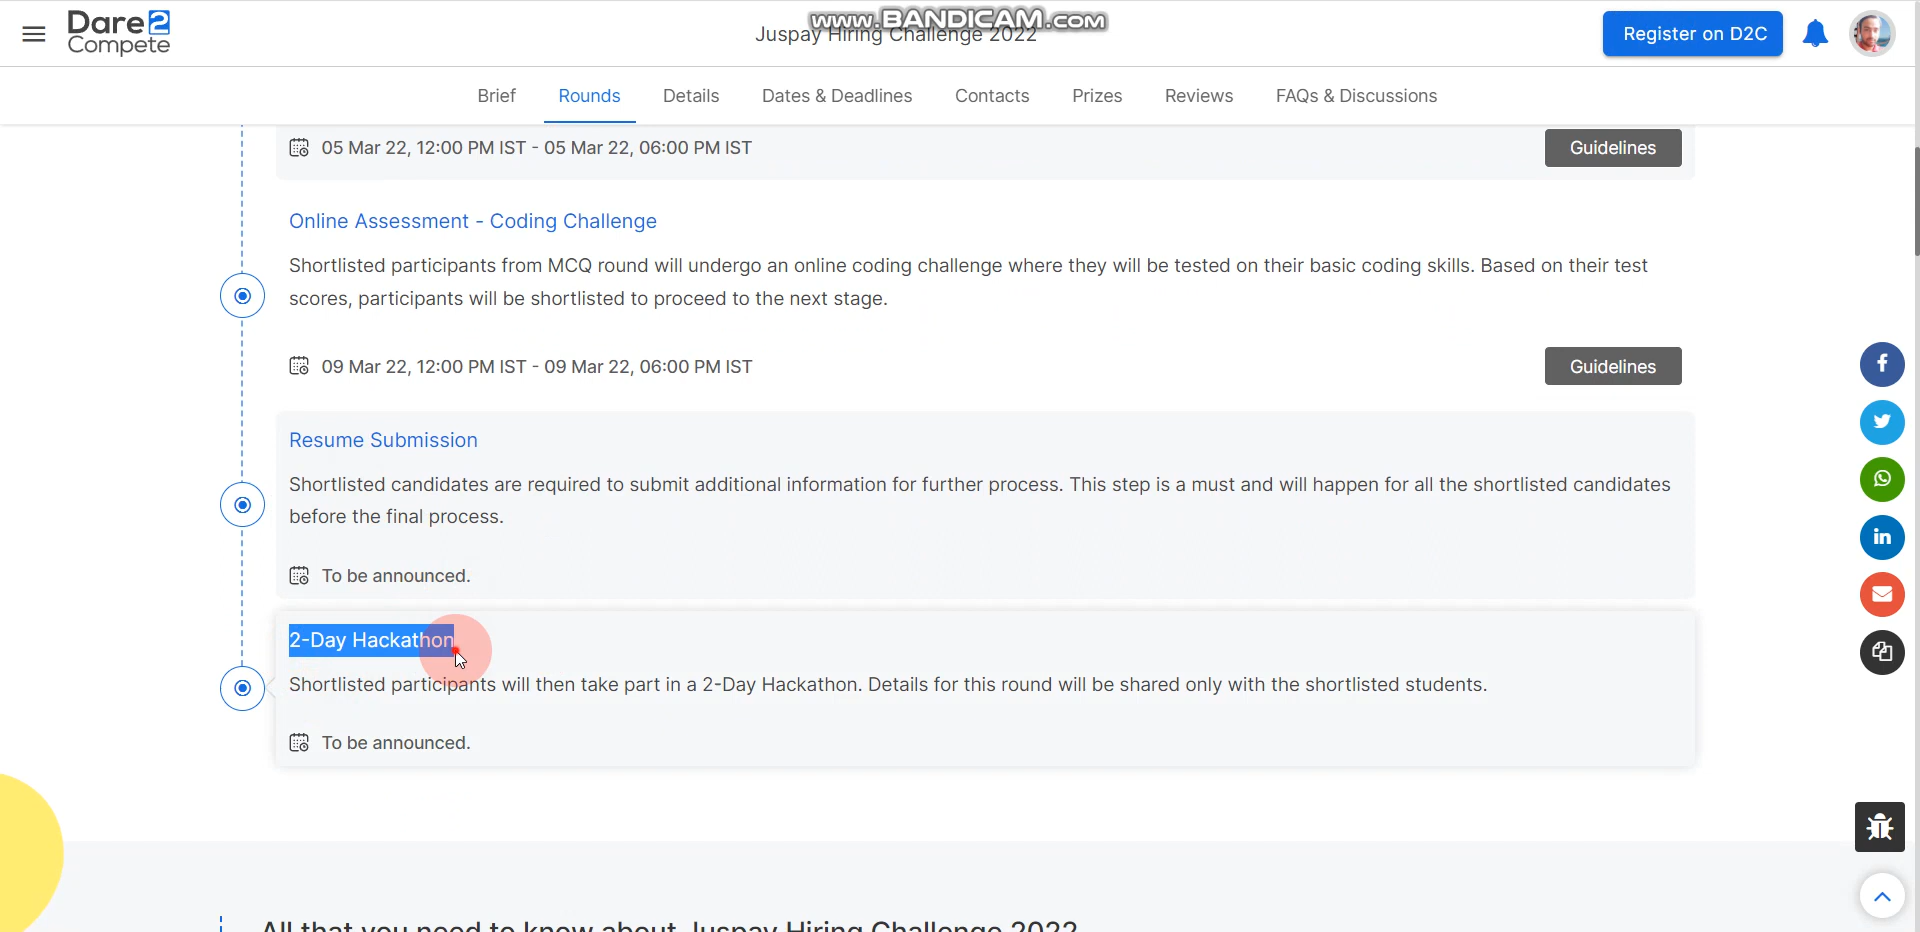 Dare2
Compete
www.BANDICAM.COM
Juspay Hiring Challenge 2022
Register on D2C
Brief Rounds Details Dates & Deadlines Contacts Prizes Reviews FAQs & Discussions
05 Mar 22, 12:00 PM IST - 05 Mar 22, 06:00 PM IST
Guidelines
Online Assessment - Coding Challenge
Shortlisted participants from MCQ round will undergo an online coding challenge where they will be tested on their basic coding skills. Based on their test
scores, participants will be shortlisted to proceed to the next stage.
09 Mar 22, 12:00 PM IST - 09 Mar 22, 06:00 PM IST
Guidelines
Resume Submission
Shortlisted candidates are required to submit additional information for further process. This step is a must and will happen for all the shortlisted candidates
before the final process.
To be announced.
2-Day Hackathon
Shortlisted participants will then take part in a 2-Day Hackathon. Details for this round will be shared only with the shortlisted students.
To be announced.
All that you need to know about Juspay Hiring Challenge 2022